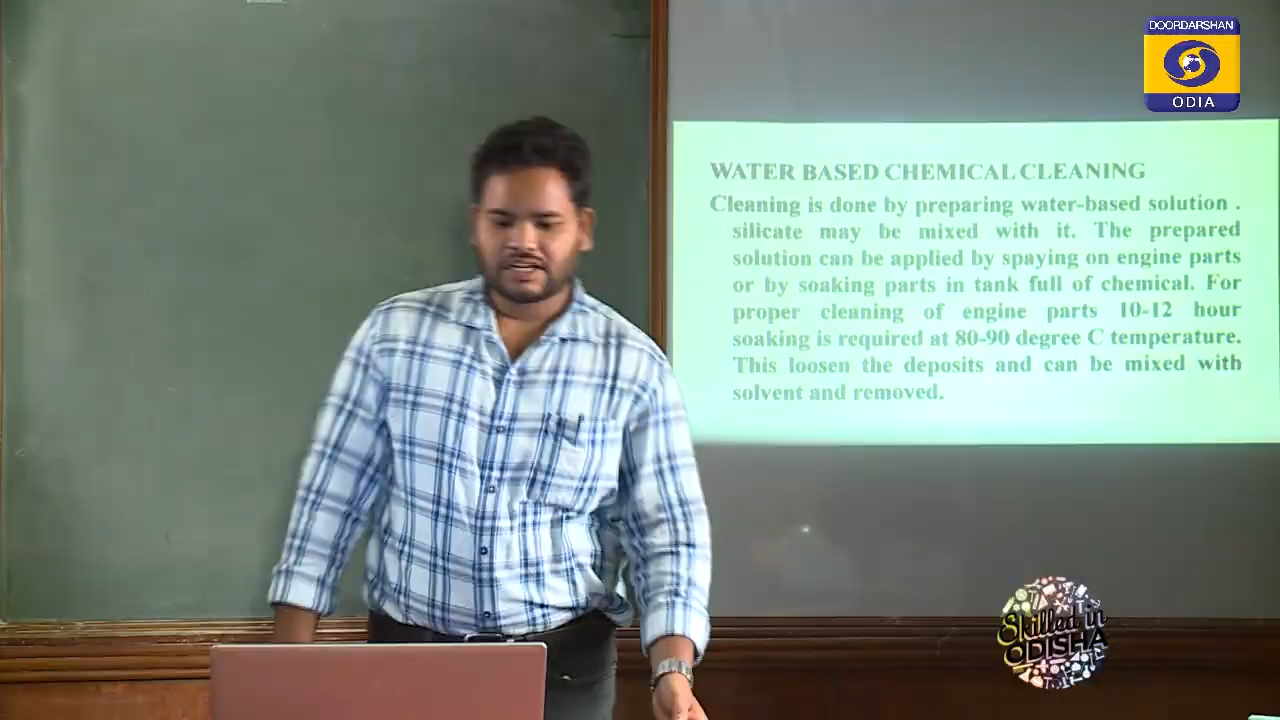 DOORDARSHAN
ODIA
WATER BASED CHEMICAL CLEANING
Cleaning is done by preparing water-based solution .
silicate may be mixed with it. The prepared
solution can be applied by spaying on engine parts
or by soaking parts in tank full of chemical. For
proper cleaning of engine parts 10-12 hour
soaking is required at 80-90 degree C temperature.
This loosen the deposits and can be mixed with
solvent and removed.
Skilled in
ODISHA